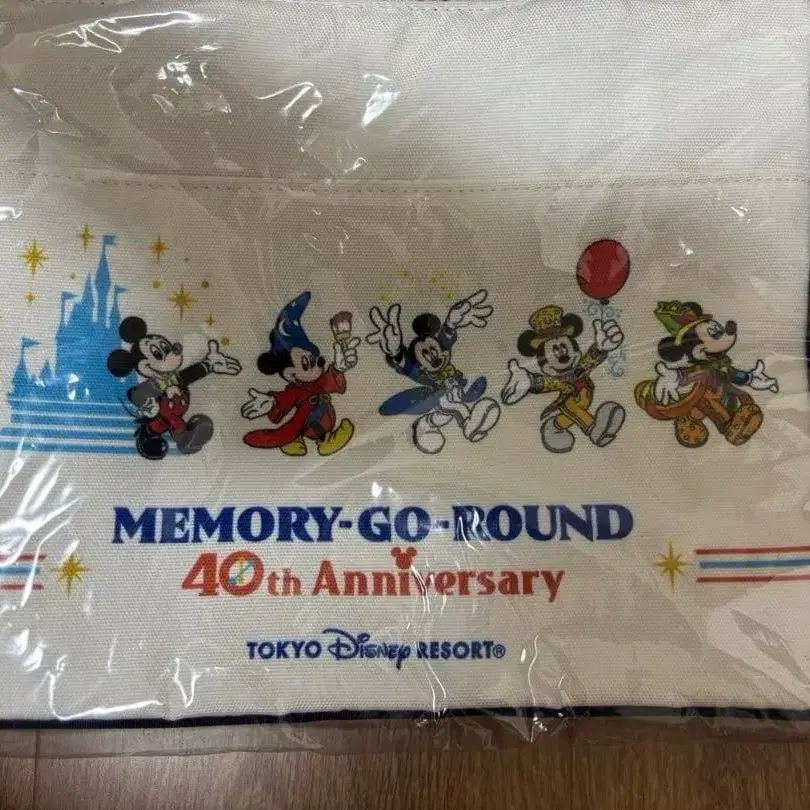 MEMORY-GO-ROUND
40th Anniversary
TOKYO Disney RESORT®